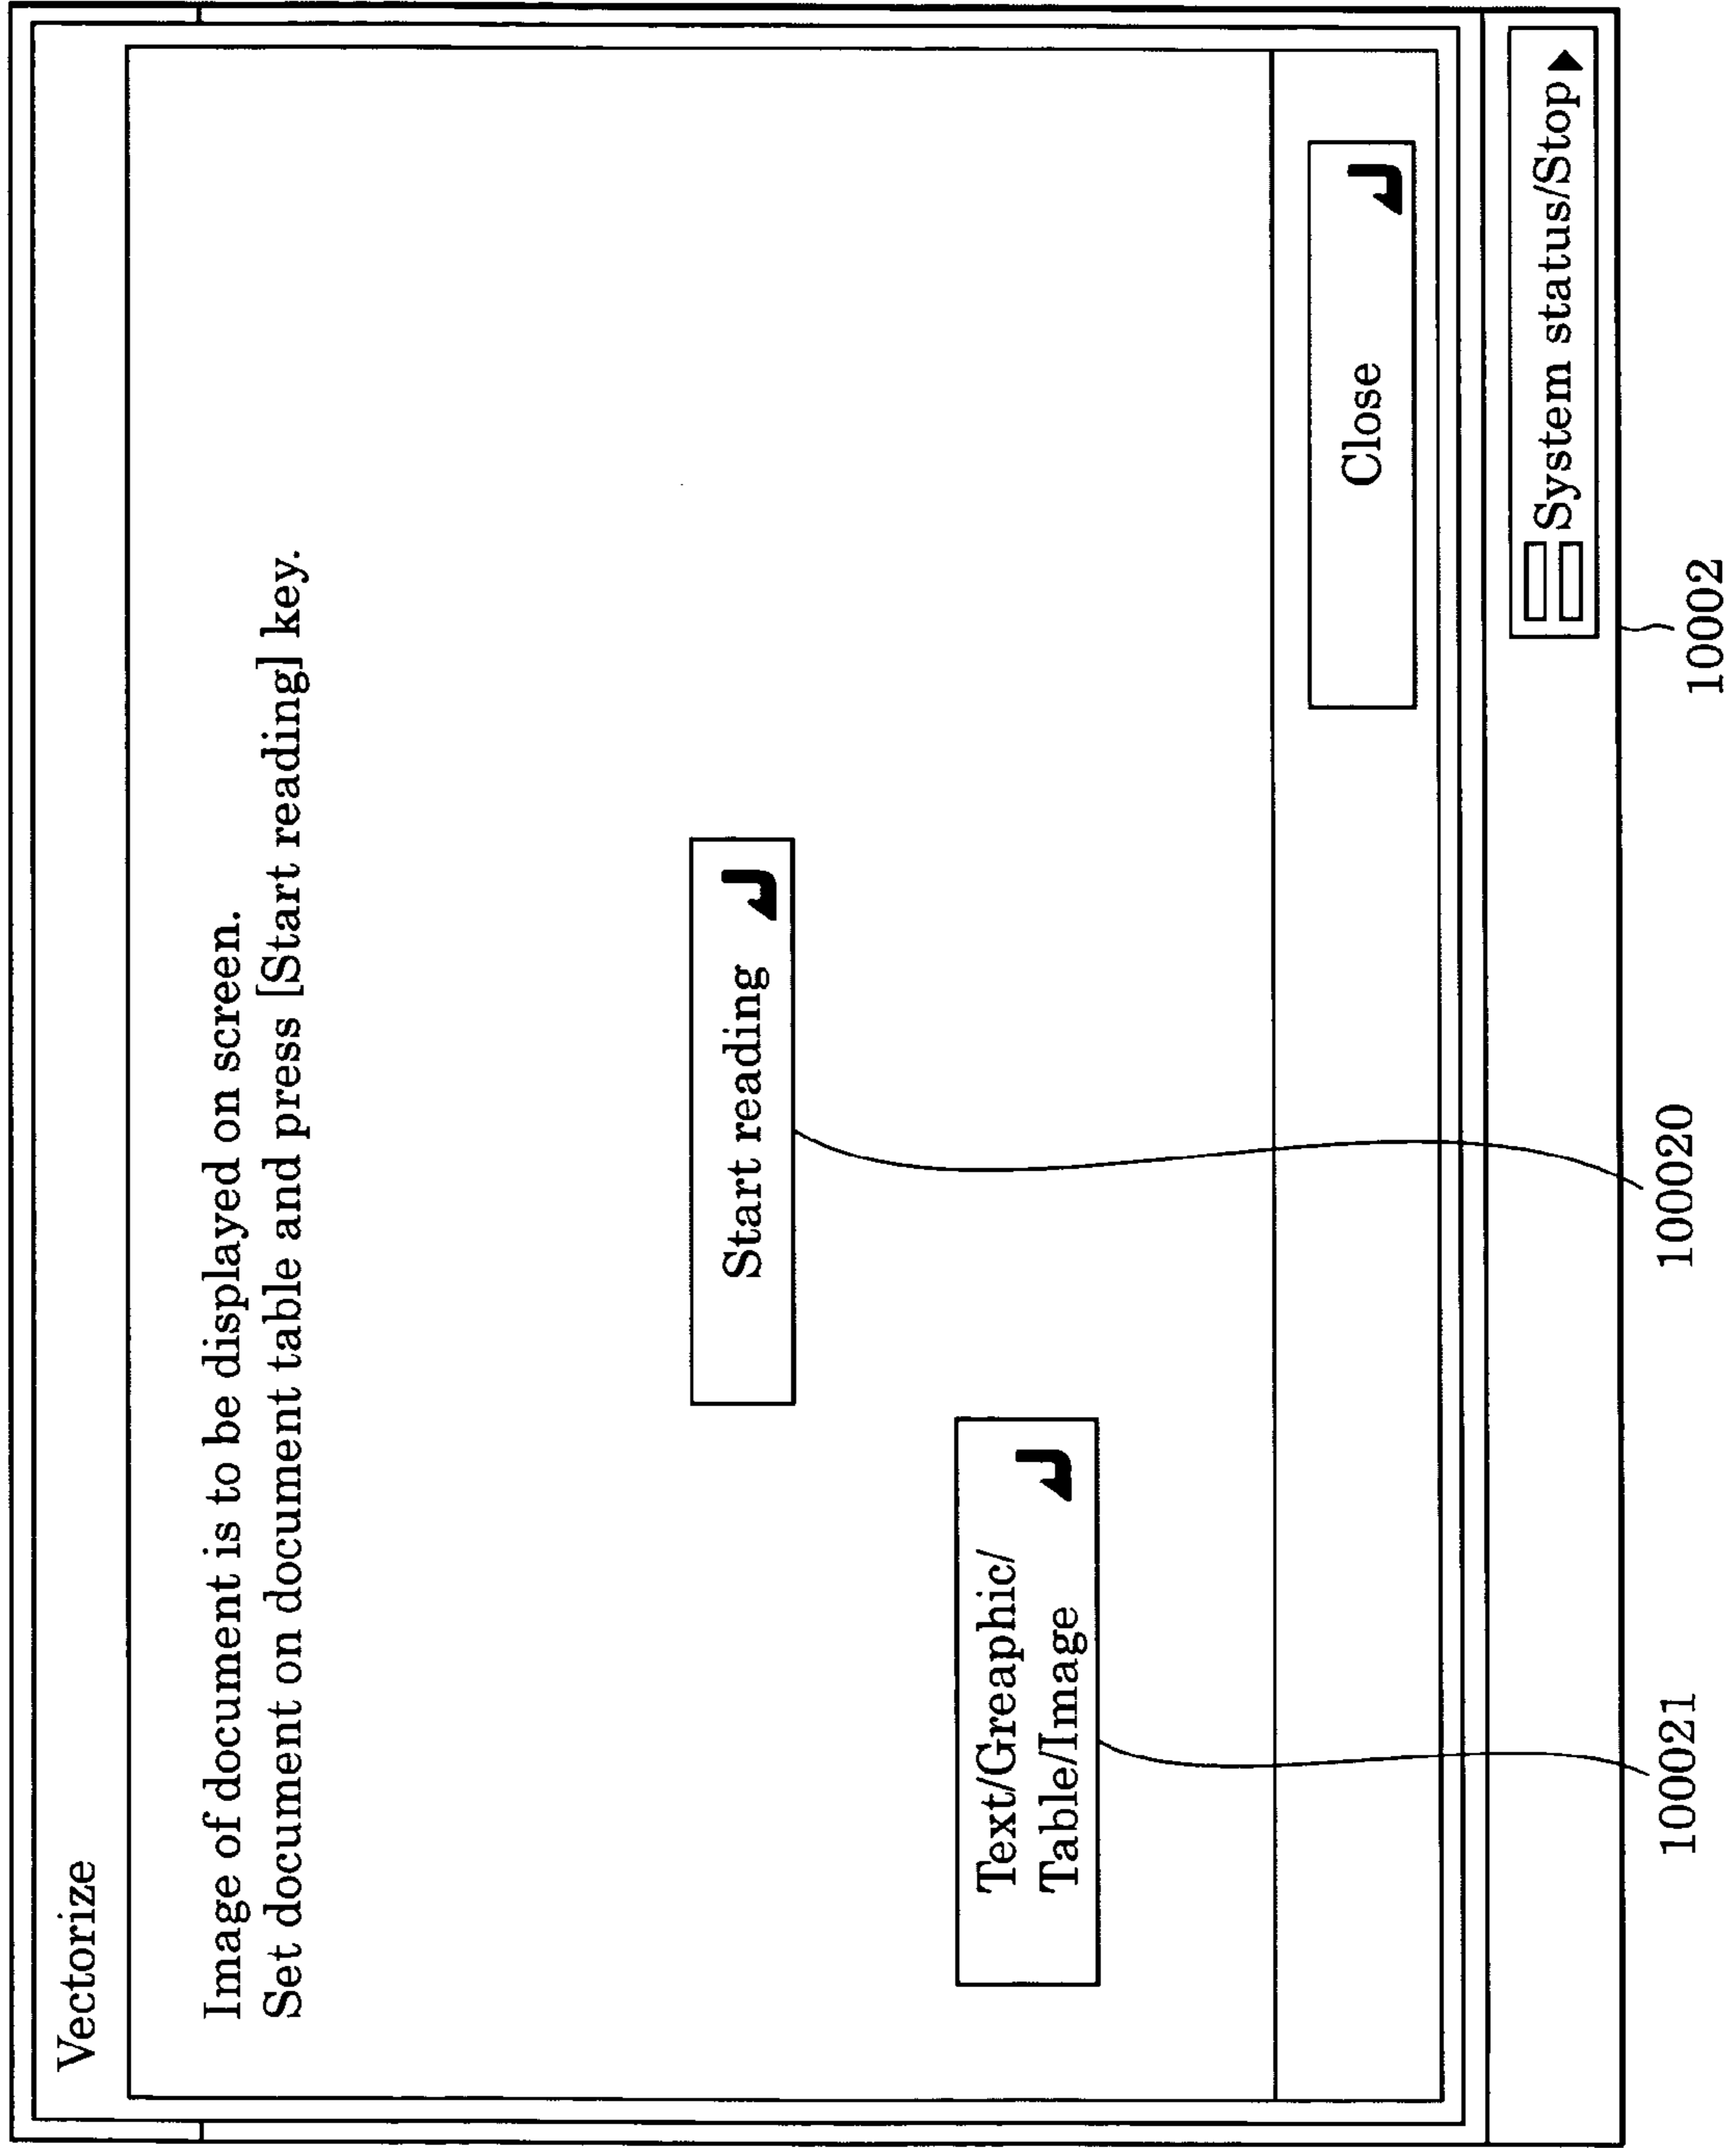 Vectorize
Image of document is to be displayed on screen.
Set document on document table and press [Start reading] key.
Start reading
Text/Greaphic/
Table/Image
Close
System status/Stop
100021
100020
10002